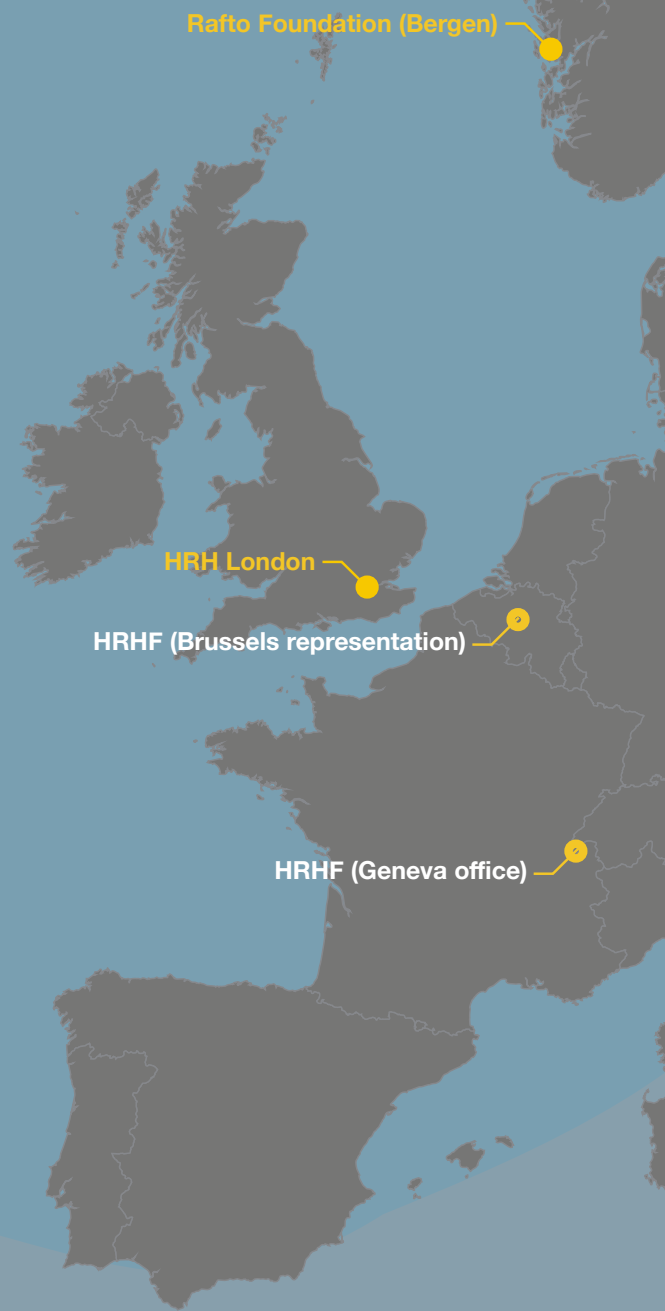 Rafto Foundation (Bergen)
HRH London
HRHF (Brussels representation)
HRHF (Geneva office)